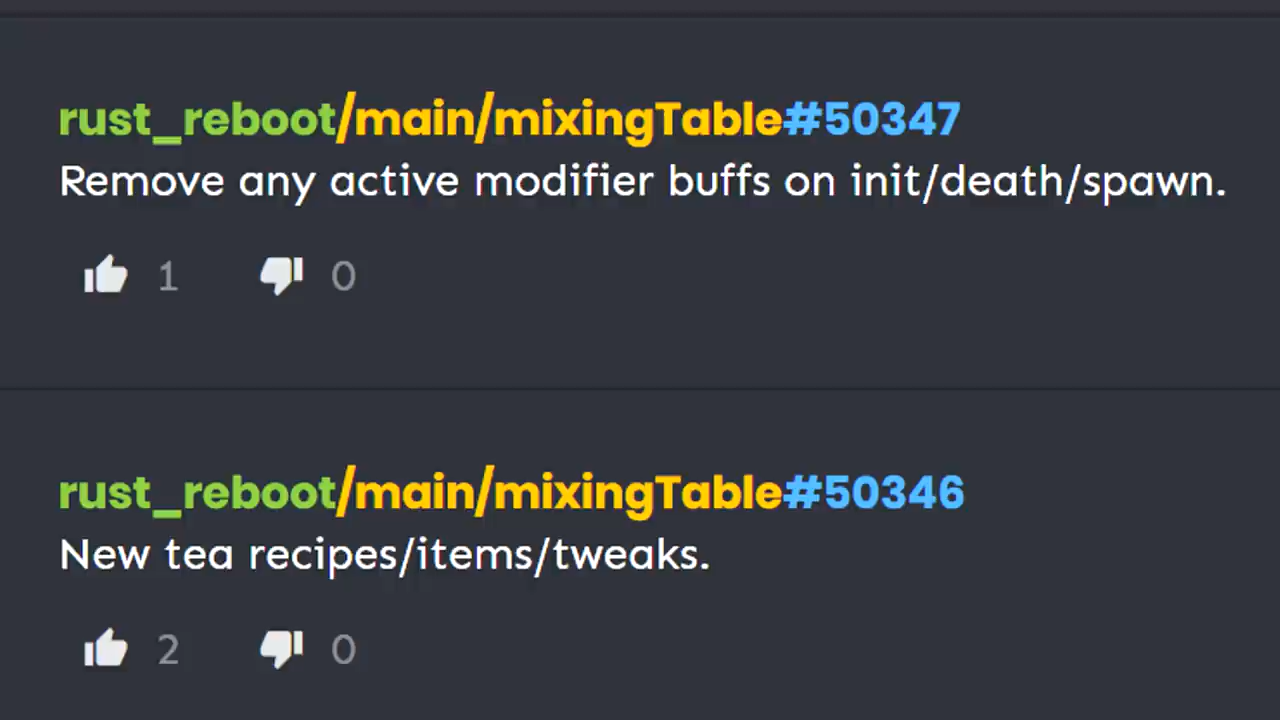 rust_reboot/main/mixingTable#50347
Remove any active modifier buffs on init/death/spawn.
1 0
rust_reboot/main/mixingTable#50346
New tea recipes/items/tweaks.
2 0